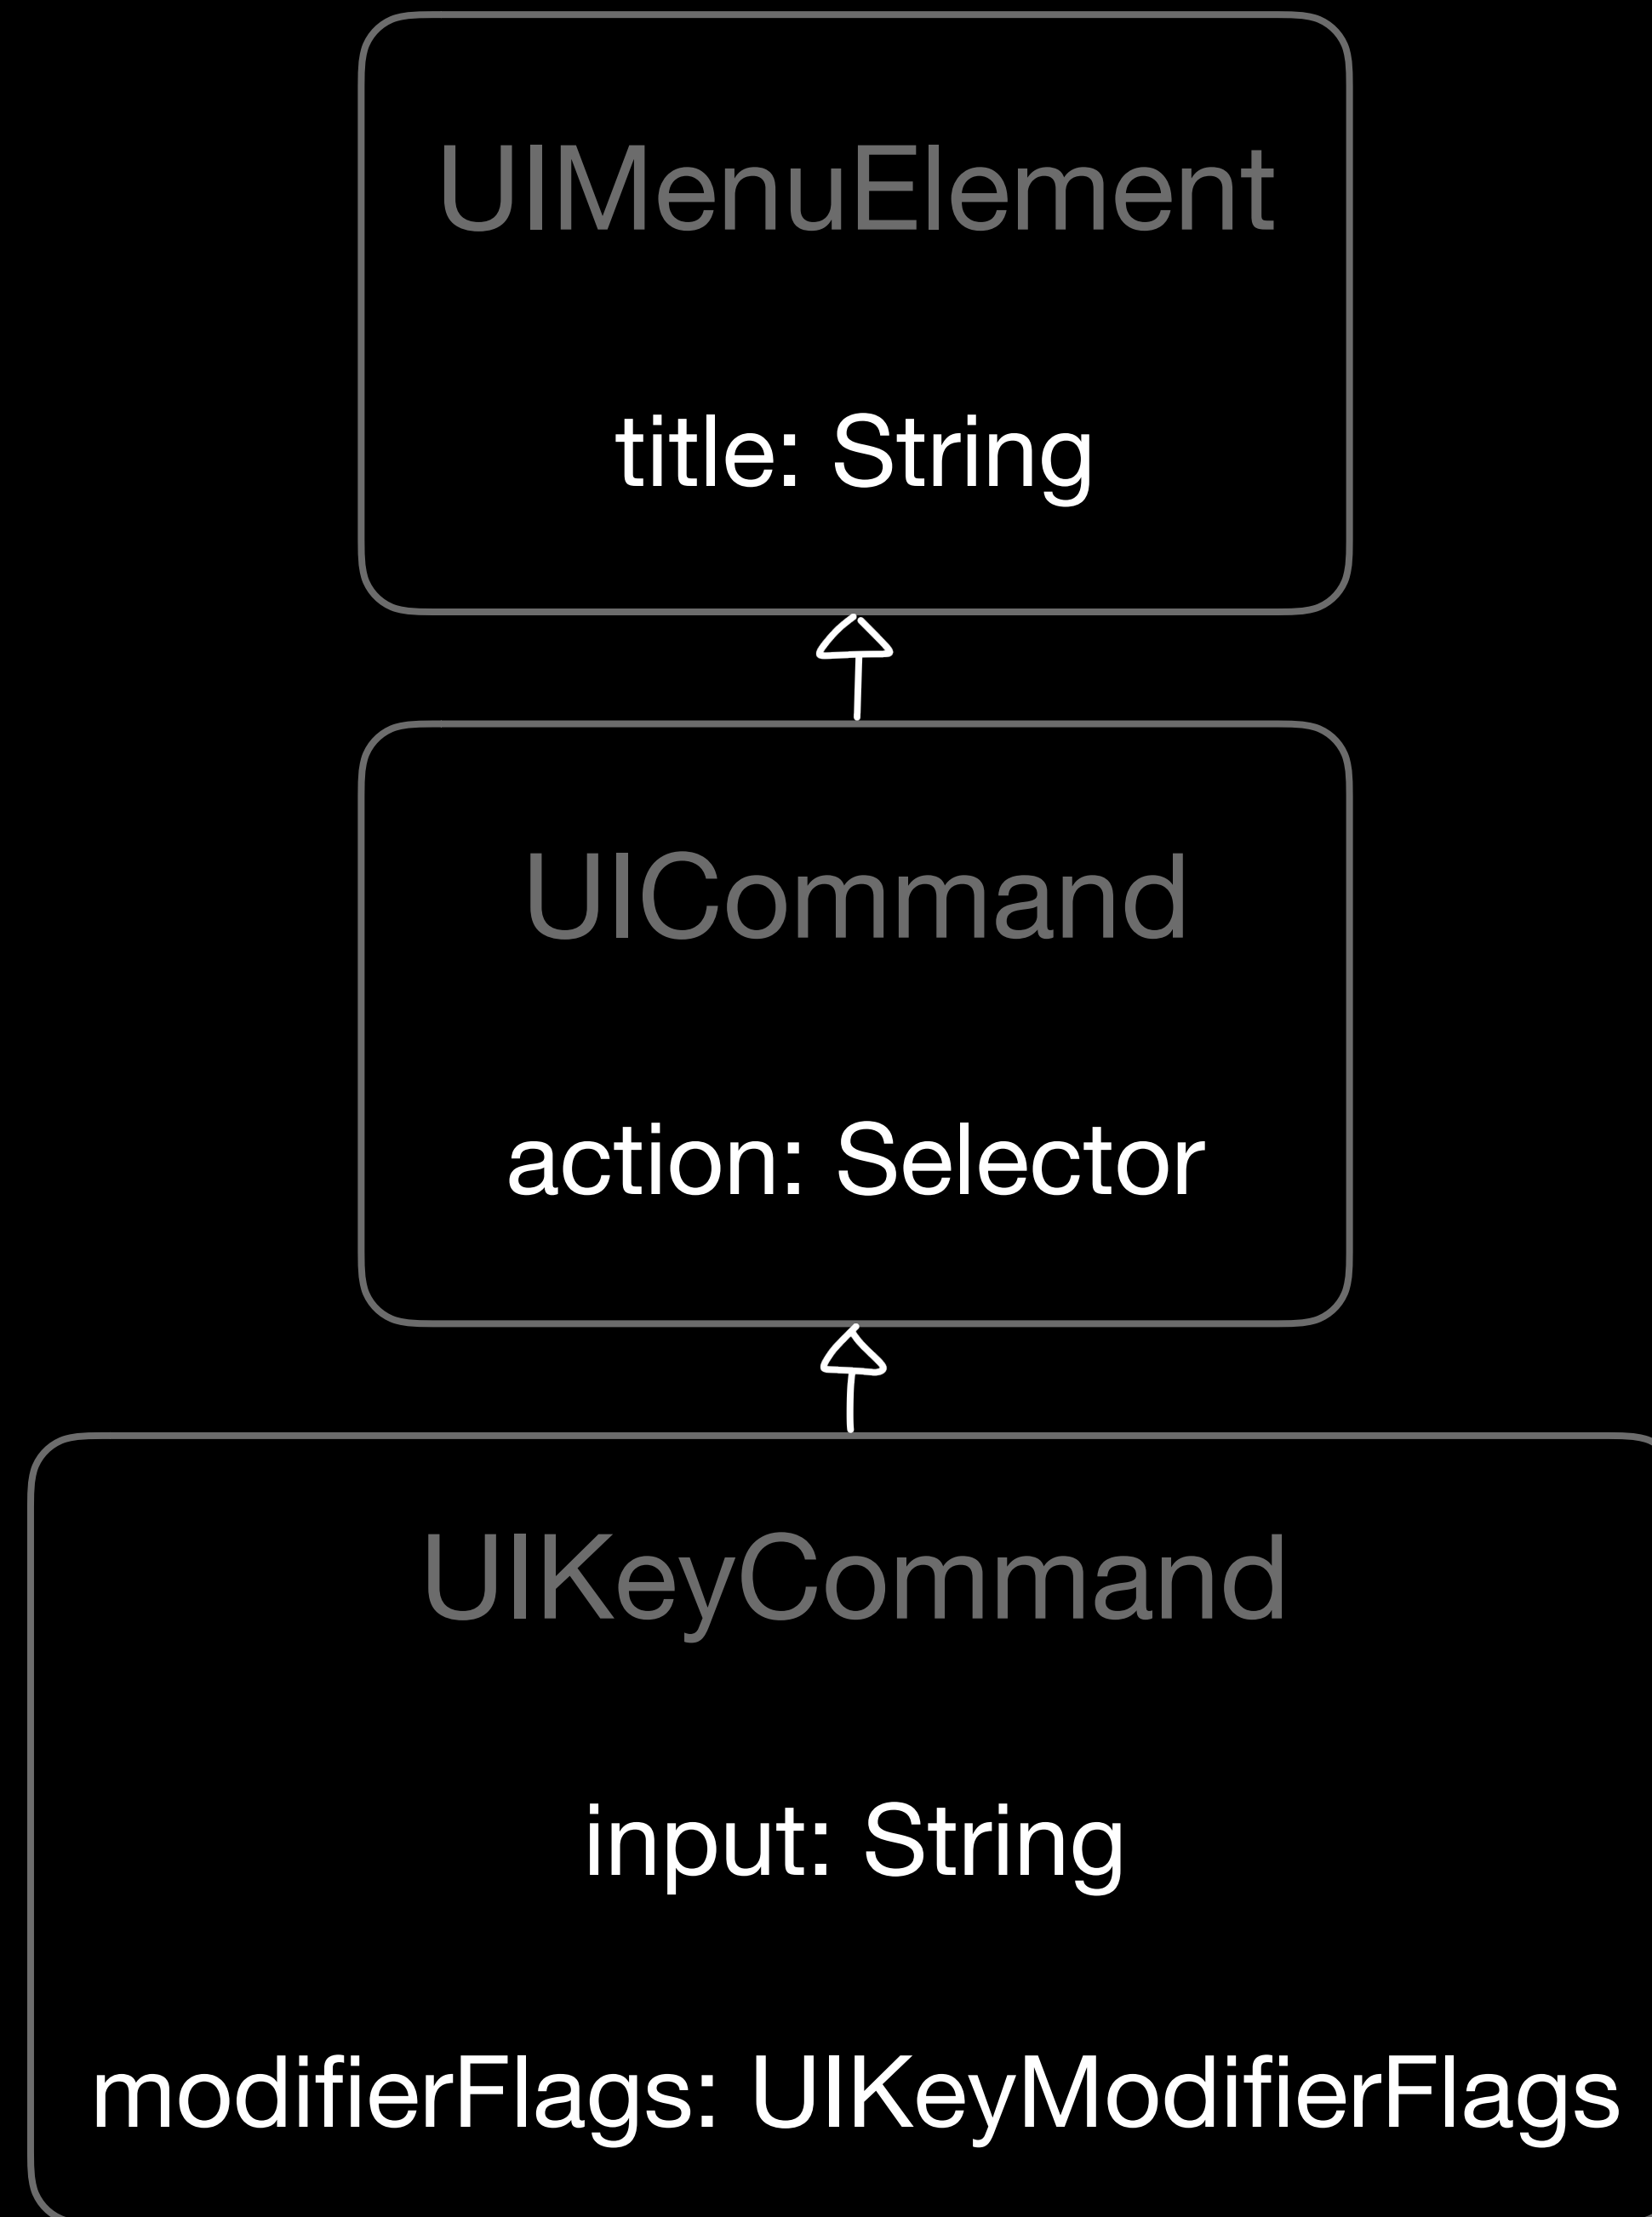 UIMenuElement
title: String
UICommand
action: Selector
UIKeyCommand
input: String
modifierFlags: UIKeyModifierFlags